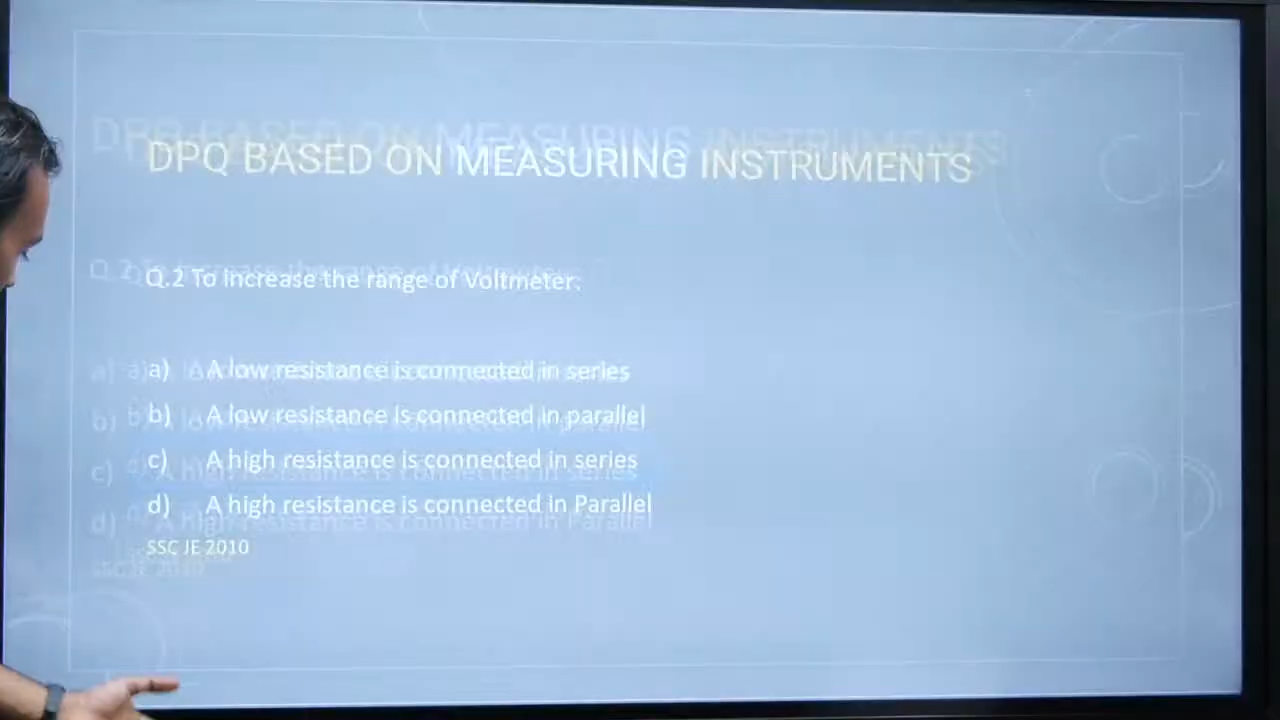 DPQ BASED ON MEASURING INSTRUMENTS
Q.2 To increase the range of Voltmeter:
a) A low resistance is connected in series
b) A low resistance is connected in parallel
c) A high resistance is connected in series
d) A high resistance is connected in Parallel
SSC JE 2010